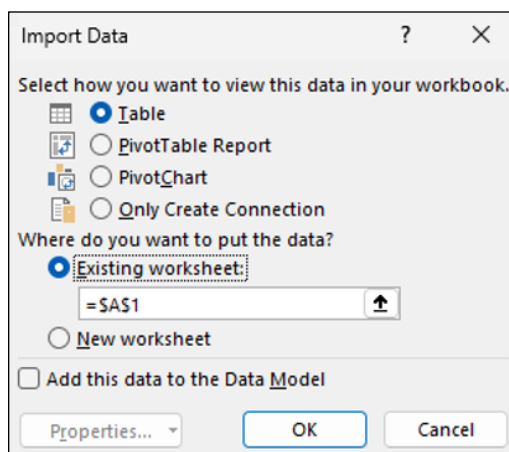 Import Data ?
Select how you want to view this data in your workbook.
Table
PivotTable Report
PivotChart
Only Create Connection
Where do you want to put the data?
Existing worksheet:
=$A$1
New worksheet
Add this data to the Data Model
Properties... OK Cancel